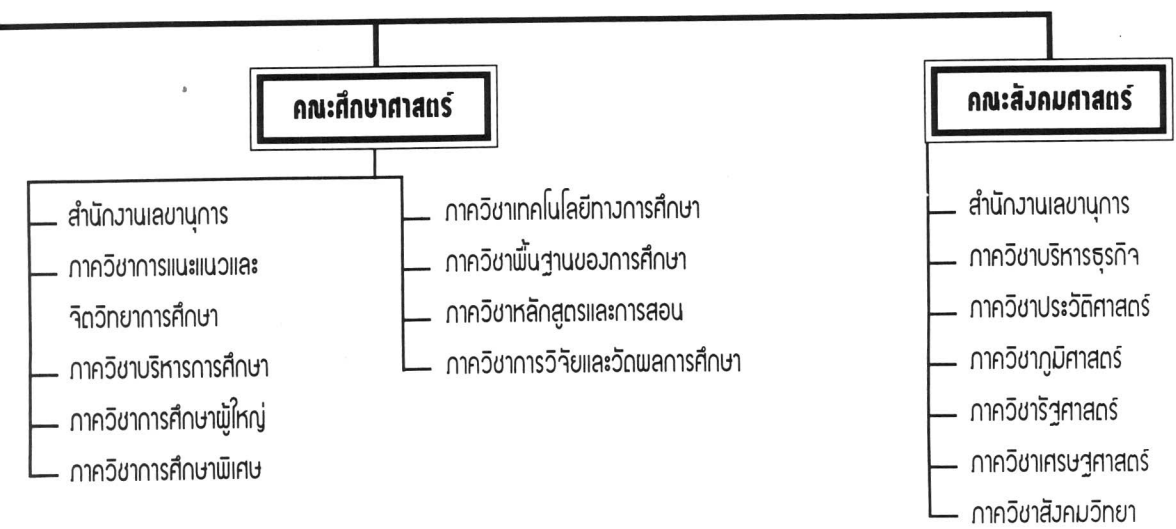 คณะศึกษาศาสตร์
สำนักงานเลขานุการ
ภาควิชาการแนะแนวและ
จิตวิทยาการศึกษา
ภาควิชาบริหารการศึกษา
ภาควิชาการศึกษาผู้ใหญ่
ภาควิชาการศึกษาพิเศษ
ภาควิชาเทคโนโลยีทางการศึกษา
ภาควิชาพื้นฐานของการศึกษา
ภาควิชาหลักสูตรและการสอน
ภาควิชาการวิจัยและวัดผลการศึกษา
คณะสังคมศาสตร์
สำนักงานเลขานุการ
ภาควิชาบริหารธุรกิจ
ภาควิชาประวัติศาสตร์
ภาควิชาภูมิศาสตร์
ภาควิชารัฐศาสตร์
ภาควิชาเศรษฐศาสตร์
ภาควิชาสังคมวิทยา